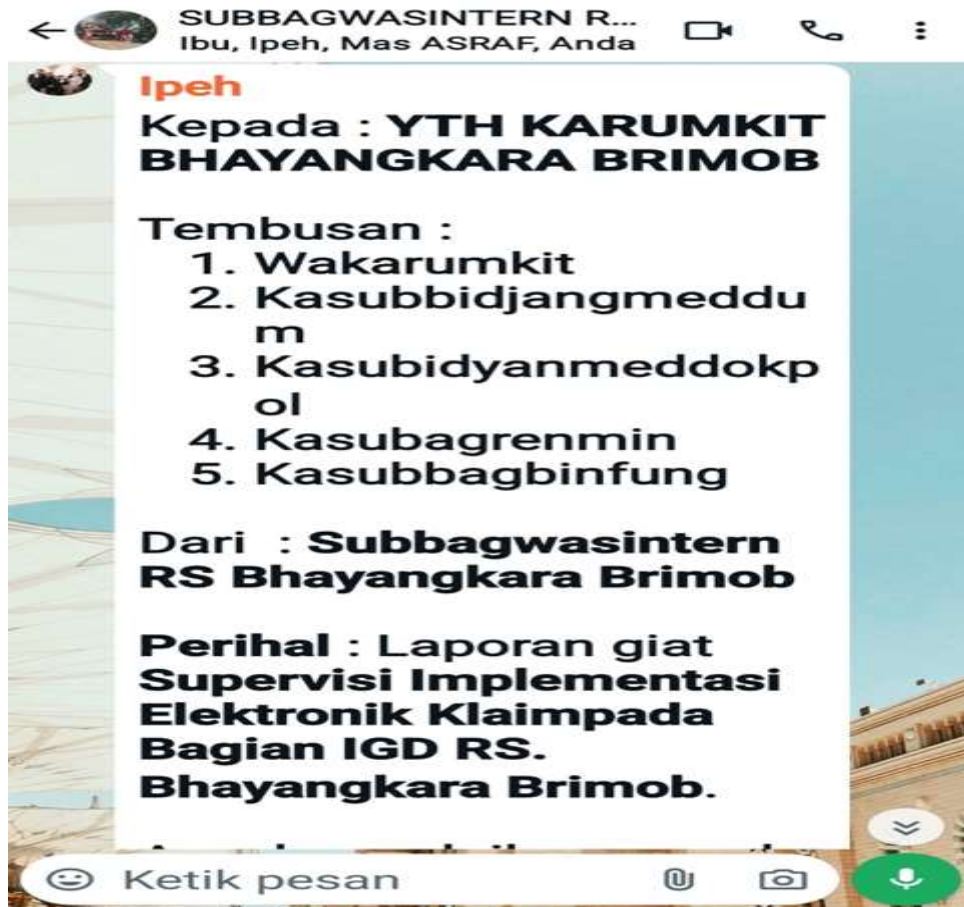 SUBBAGWASINTERN R...
Ibu, Ipeh, Mas ASRAF, Anda
Ipeh
Kepada : YTH KARUMKIT
BHAYANGKARA BRIMOB
Tembusan :
1. Wakarumkit
2. Kasubbidjangmeddu
m
3. Kasubidyanmeddokp
ol
4. Kasubagrenmin
5. Kasubbagbinfung
Dari : Subbagwasintern
RS Bhayangkara Brimob
Perihal : Laporan giat
Supervisi Implementasi
Elektronik Klaimpada
Bagian IGD RS.
Bhayangkara Brimob.
Ketik pesan